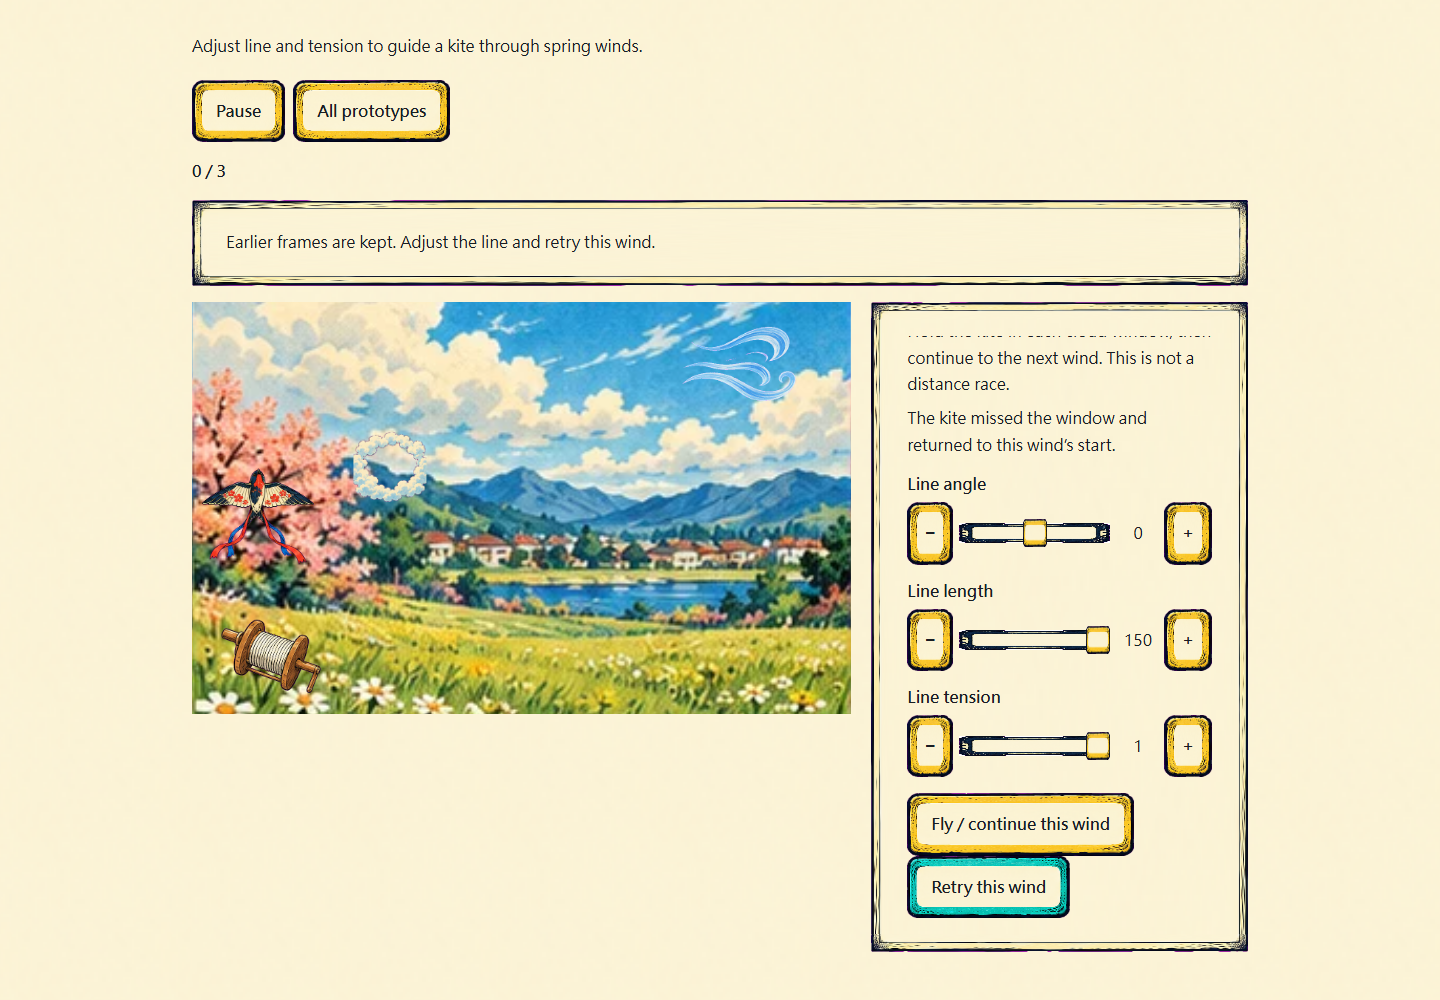 Adjust line and tension to guide a kite through spring winds.
Pause
All prototypes
0 / 3
Earlier frames are kept. Adjust the line and retry this wind.
continue to the next wind. This is not a
distance race.
The kite missed the window and
returned to this wind's start.
Line angle
− 0 +
Line length
− 150 +
Line tension
− 1 +
Fly / continue this wind
Retry this wind